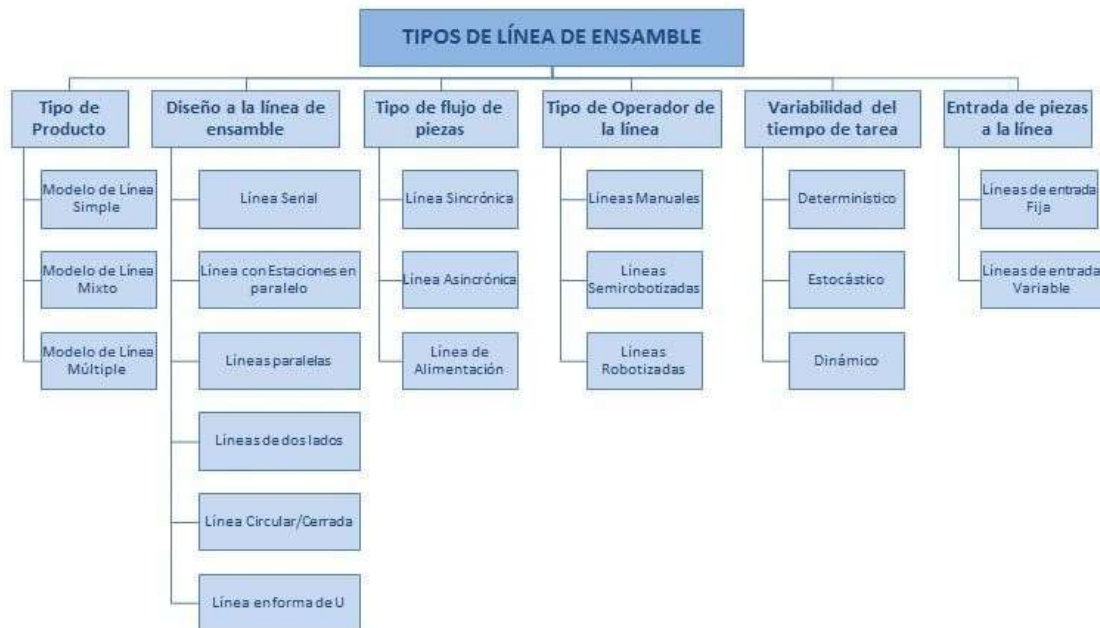 TIPOS DE LÍNEA DE ENSAMBLE
Tipo de
Producto
Modelo de Línea
Simple
Modelo de Línea
Mixto
Modelo de Línea
Múltiple
Diseño a la línea de
ensamble
Línea Serial
Línea con Estaciones en
paralelo
Líneas paralelas
Líneas de dos lados
Línea Circular/Cerrada
Línea en forma de U
Tipo de flujo de
piezas
Línea Sincrónica
Línea Asincrónica
Línea de
Alimentación
Tipo de Operador de
la línea
Líneas Manuales
Líneas
Semirobotizadas
Líneas
Robotizadas
Variabilidad del
tiempo de tarea
Determinístico
Estocástico
Dinámico
Entrada de piezas
a la línea
Líneas de entrada
Fija
Líneas de entrada
Variable